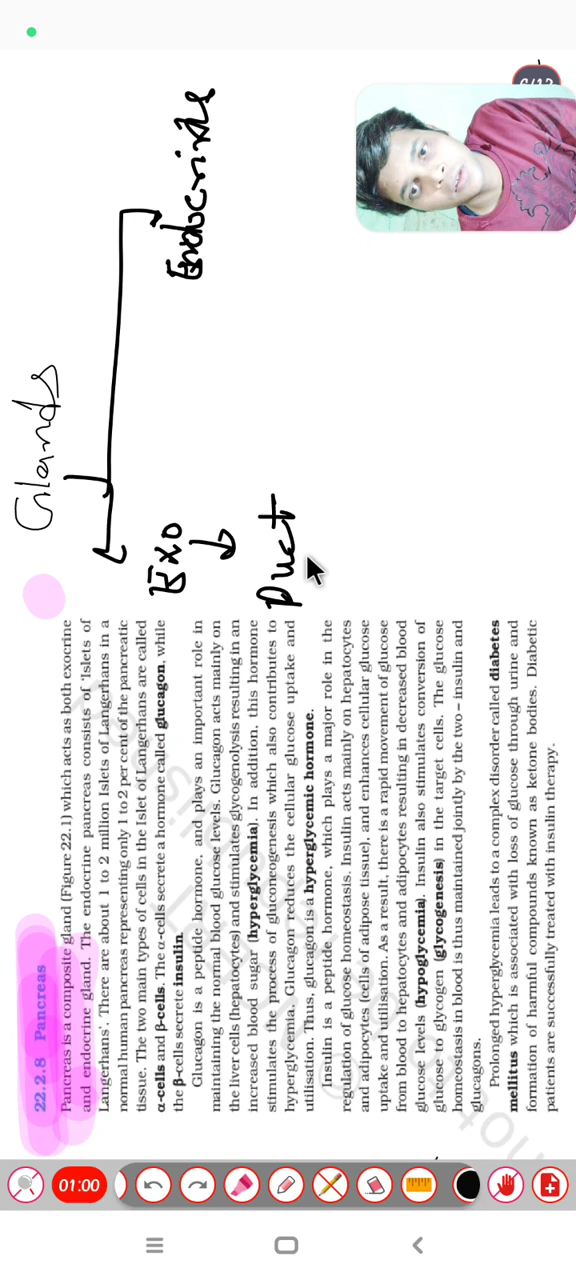 22.2.8 Pancreas
Pancreas is a composite gland (Figure 22.1) which acts as both exocrine
and endocrine gland. The endocrine pancreas consists of 'Islets of
Langerhans'. There are about 1 to 2 million Islets of Langerhans in a
normal human pancreas representing only 1 to 2 per cent of the pancreatic
tissue. The two main types of cells in the Islet of Langerhans are called
α-cells and β-cells. The α-cells secrete a hormone called glucagon, while
the β-cells secrete insulin.
Glucagon is a peptide hormone, and plays an important role in
maintaining the normal blood glucose levels. Glucagon acts mainly on
the liver cells (hepatocytes) and stimulates glycogenolysis resulting in an
increased blood sugar (hyperglycemia). In addition, this hormone
stimulates the process of gluconeogenesis which also contributes to
hyperglycemia. Glucagon reduces the cellular glucose uptake and
utilisation. Thus, glucagon is a hyperglycemic hormone.
Insulin is a peptide hormone, which plays a major role in the
regulation of glucose homeostasis. Insulin acts mainly on hepatocytes
and adipocytes (cells of adipose tissue), and enhances cellular glucose
uptake and utilisation. As a result, there is a rapid movement of glucose
from blood to hepatocytes and adipocytes resulting in decreased blood
glucose levels (hypoglycemia). Insulin also stimulates conversion of
glucose to glycogen (glycogenesis) in the target cells. The glucose
homeostasis in blood is thus maintained jointly by the two – insulin and
glucagons.
Prolonged hyperglycemia leads to a complex disorder called diabetes
mellitus which is associated with loss of glucose through urine and
formation of harmful compounds known as ketone bodies. Diabetic
patients are successfully treated with insulin therapy.
Glands
Exo
Endocrine
Duct
01:00